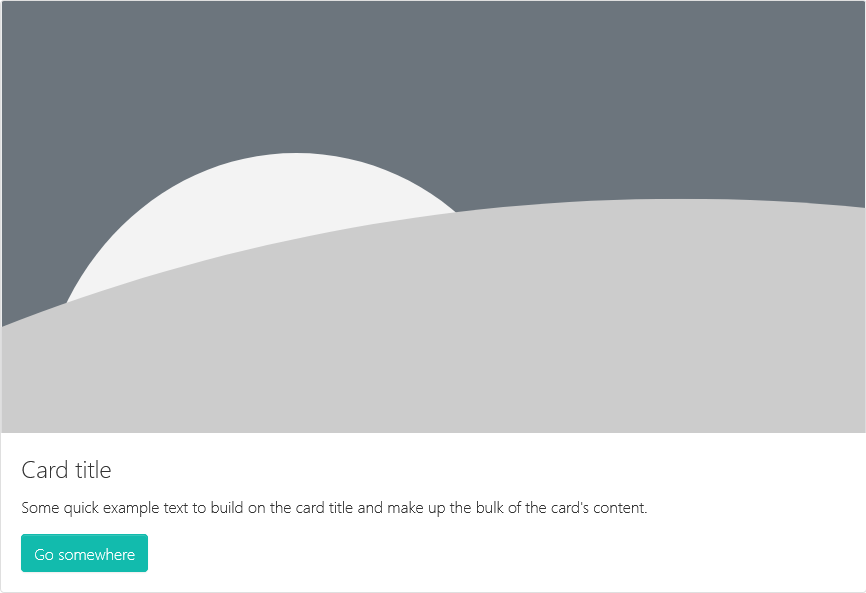 Card title
Some quick example text to build on the card title and make up the bulk of the card's content.
Go somewhere